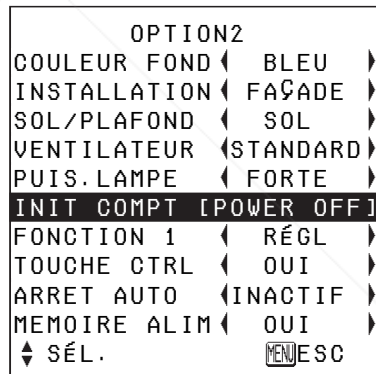 OPTION2
COULEUR FOND BLEU
INSTALLATION FAÇADE
SOL/PLAFOND SOL
VENTILATEUR STANDARD
PUIS.LAMPE FORTE
INIT COMPT [POWER OFF]
FONCTION 1 RÉGL
TOUCHE CTRL OUI
ARRET AUTO INACTIF
MEMOIRE ALIM OUI
SÉL. MENU ESC